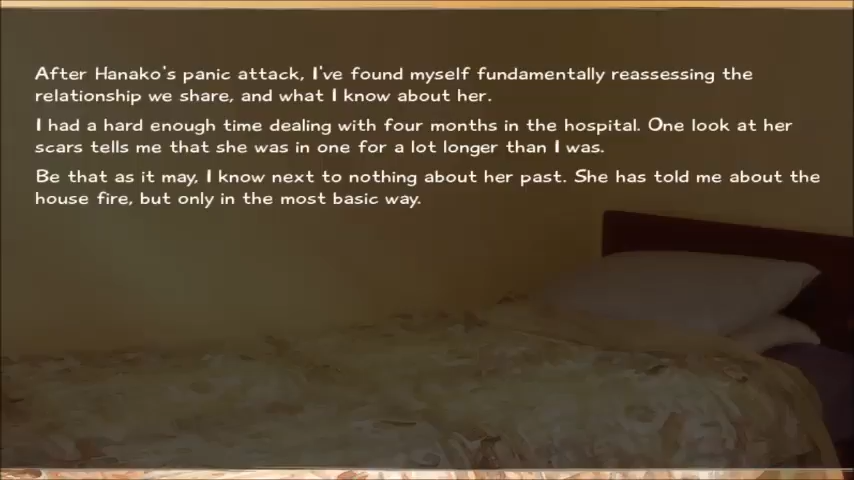 After Hanako's panic attack, I've found myself fundamentally reassessing the
relationship we share, and what I know about her.
I had a hard enough time dealing with four months in the hospital. One look at her
scars tells me that she was in one for a lot longer than I was.
Be that as it may, I know next to nothing about her past. She has told me about the
house fire, but only in the most basic way.